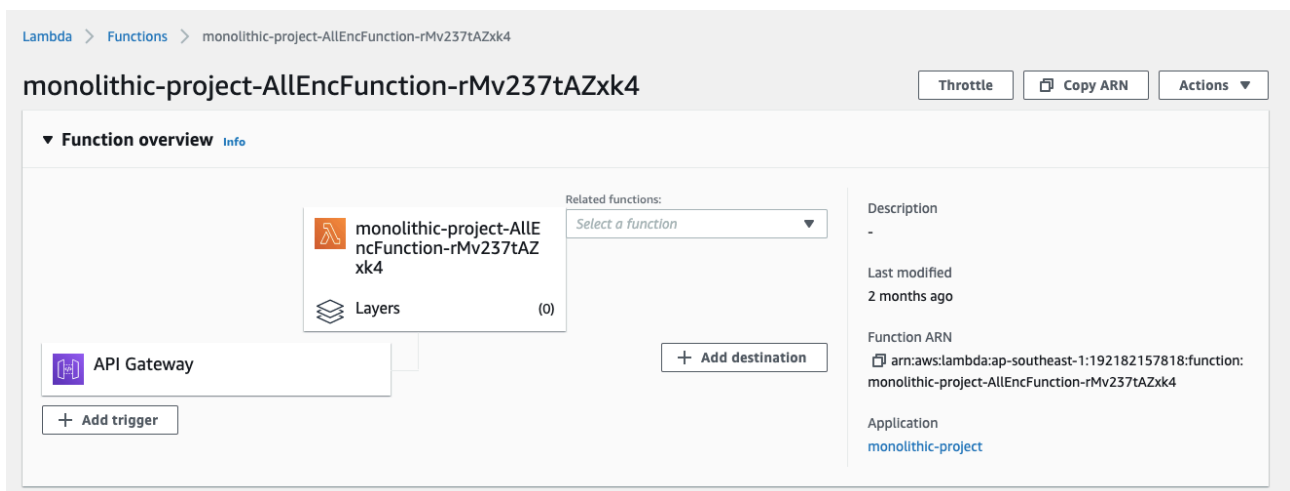 Lambda > Functions > monolithic-project-AllEncFunction-rMv237tAZxk4
monolithic-project-AllEncFunction-rMv237tAZxk4
Throttle
Copy ARN
Actions
Function overview Info
monolithic-project-AllE
ncFunction-rMv237tAZ
xk4
Layers (0)
Related functions:
Select a function
API Gateway
+ Add trigger
+ Add destination
Description
-
Last modified
2 months ago
Function ARN
arn:aws:lambda:ap-southeast-1:192182157818:function:
monolithic-project-AllEncFunction-rMv237tAZxk4
Application
monolithic-project